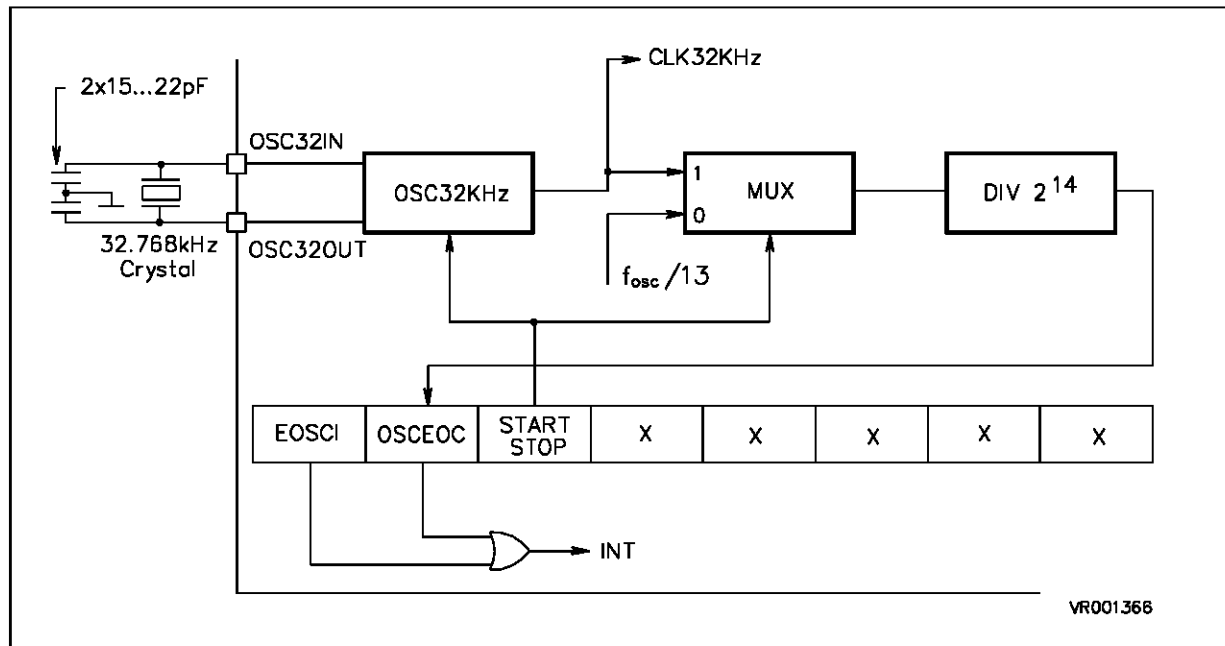 CLK32KHz
2x15...22pF
OSC32IN
OSC32KHz
1
MUX
0
DIV 2^14
32.768kHz
Crystal
OSC32OUT
fosc/13
EOSCI
OSCEOC
START
STOP
X
X
X
X
X
INT
VR001366